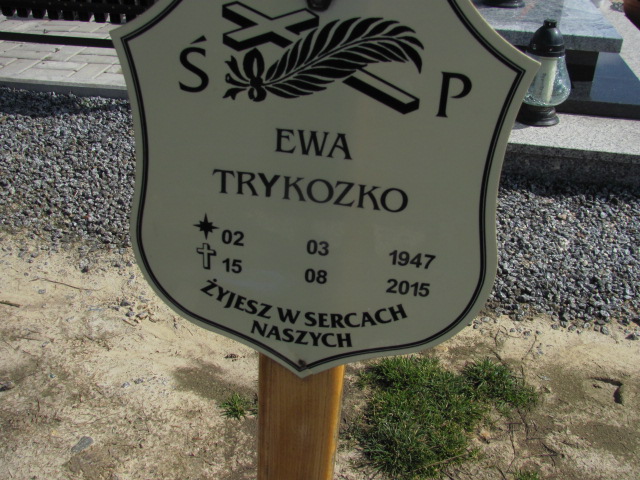 Ś P
EWA
TRYKOZKO
02 03 1947
15 08 2015
ŻYJESZ W SERCACH
NASZYCH